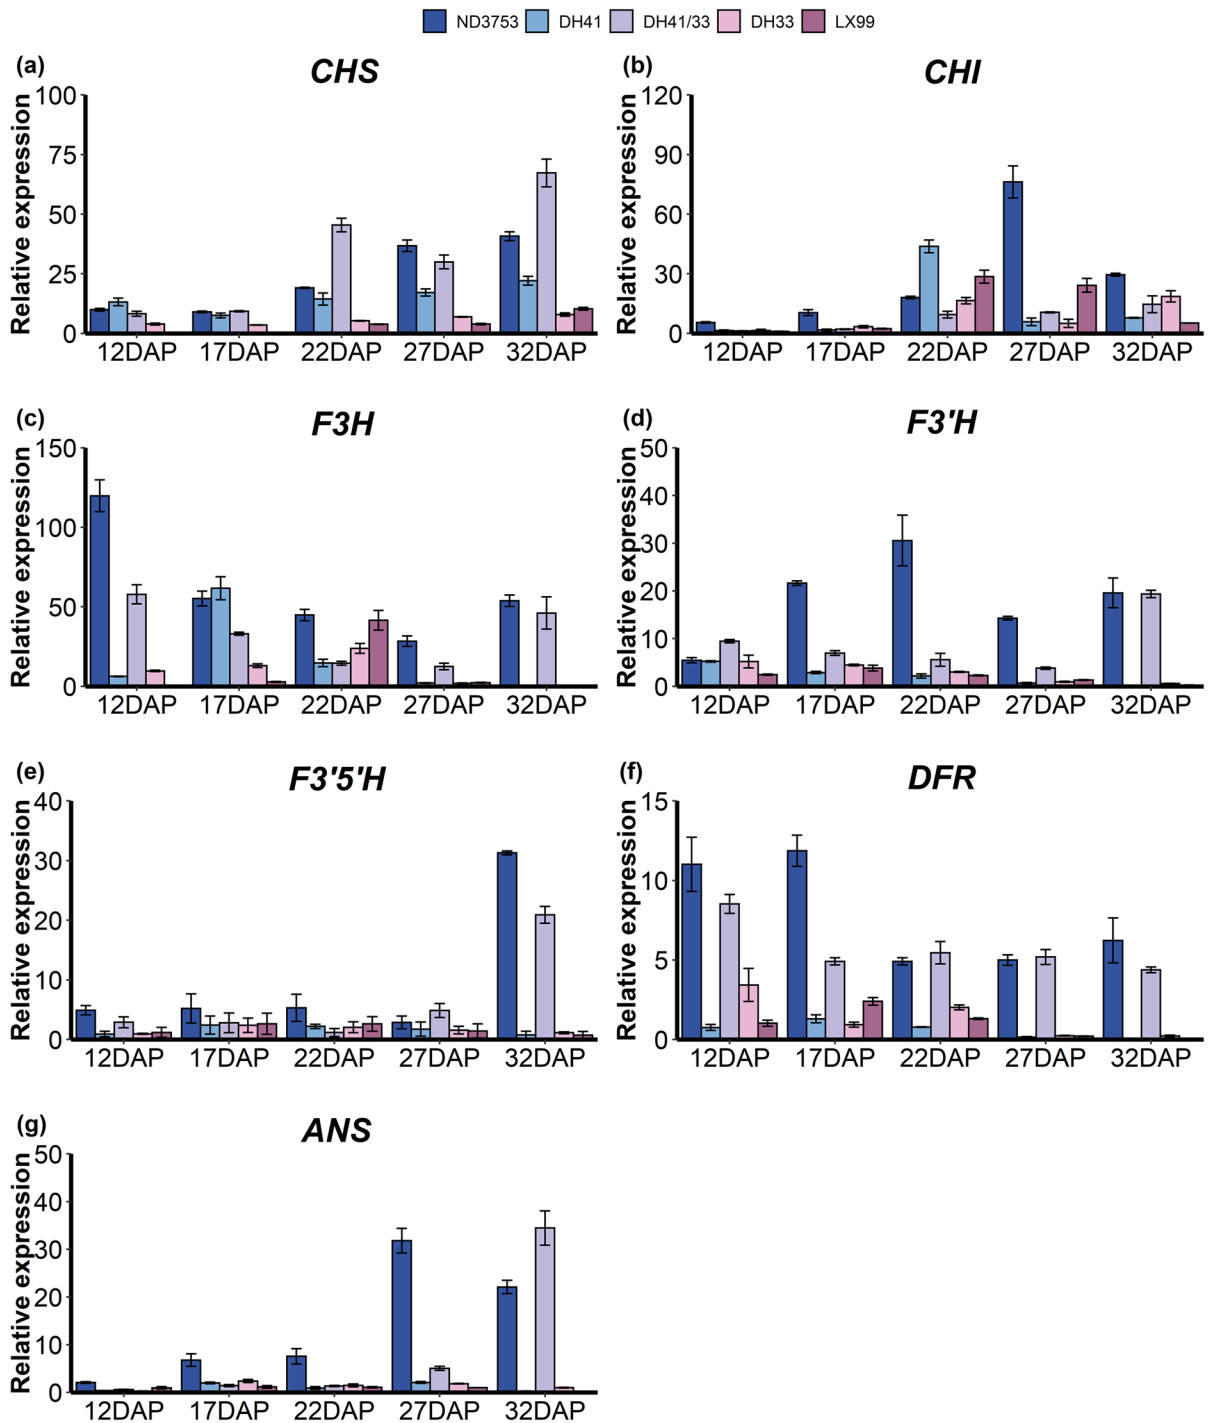 ND3753 DH41 DH41/33 DH33 LX99
(a) CHS
Relative expression
100
75
50
25
0
12DAP 17DAP 22DAP 27DAP 32DAP
(b) CHI
Relative expression
120
90
60
30
0
12DAP 17DAP 22DAP 27DAP 32DAP
(c) F3H
Relative expression
150
100
50
0
12DAP 17DAP 22DAP 27DAP 32DAP
(d) F3'H
Relative expression
50
40
30
20
10
0
12DAP 17DAP 22DAP 27DAP 32DAP
(e) F3'5'H
Relative expression
40
30
20
10
0
12DAP 17DAP 22DAP 27DAP 32DAP
(f) DFR
Relative expression
15
10
5
0
12DAP 17DAP 22DAP 27DAP 32DAP
(g) ANS
Relative expression
50
40
30
20
10
0
12DAP 17DAP 22DAP 27DAP 32DAP